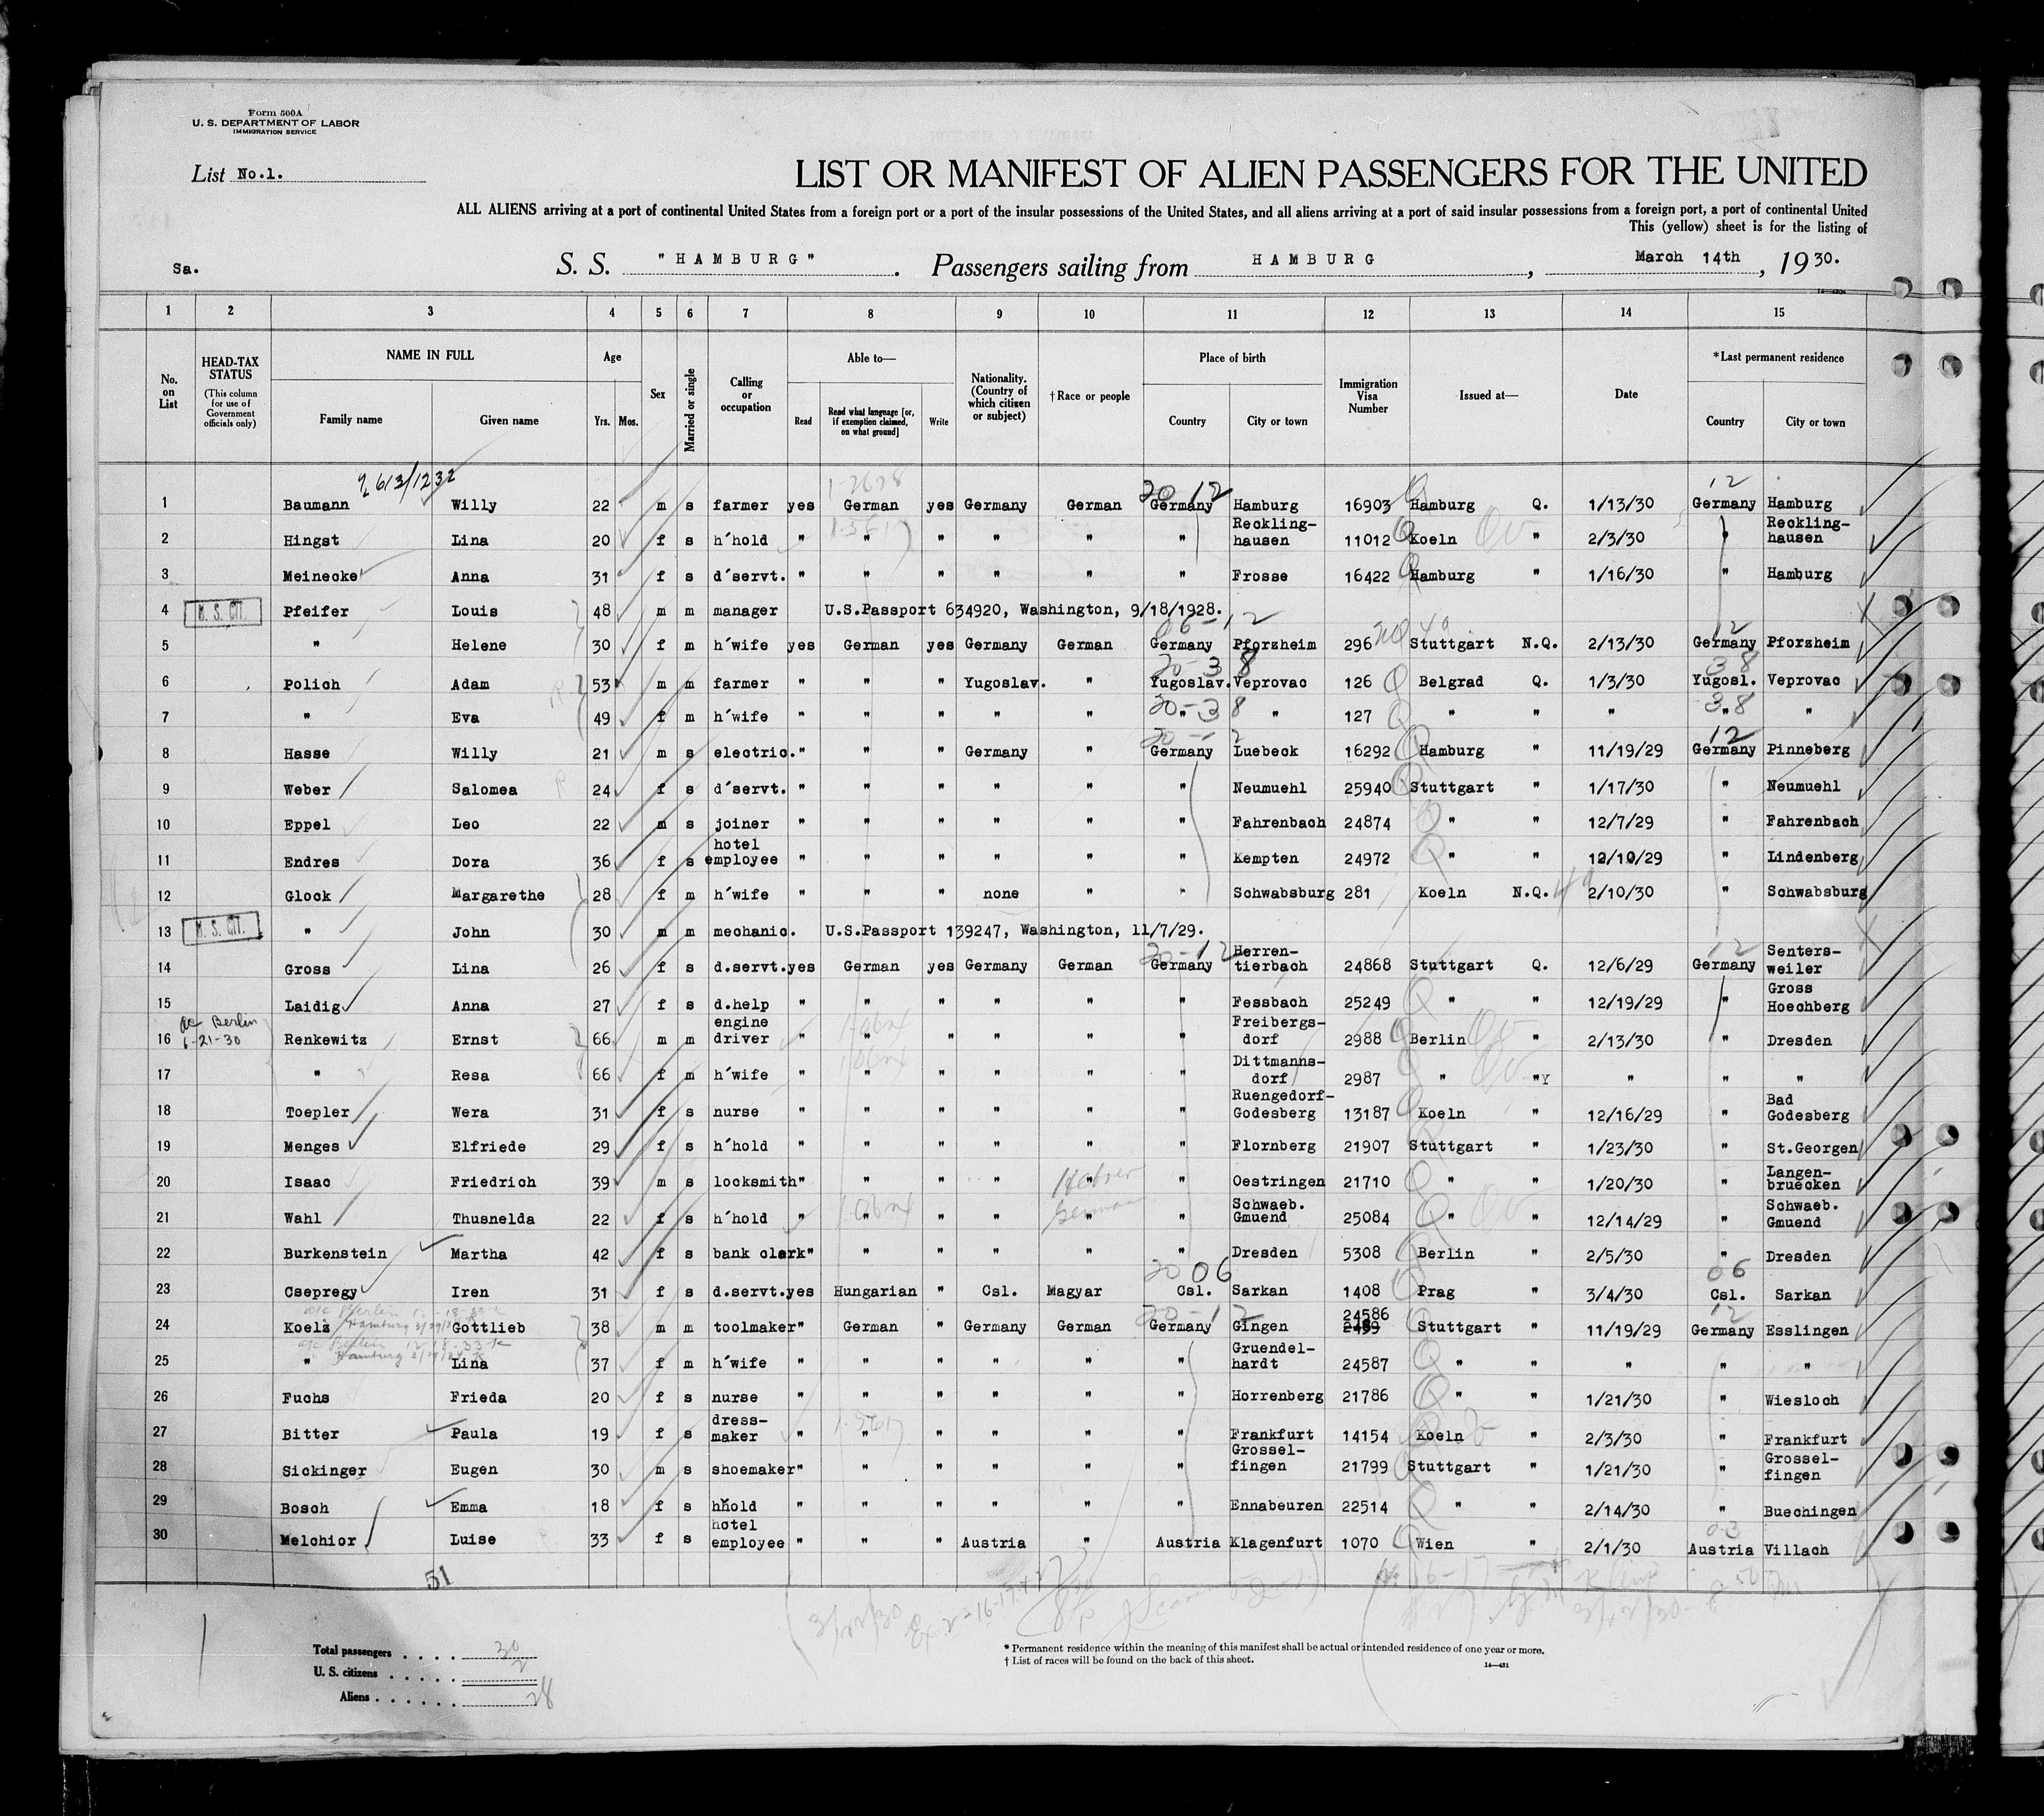 Form 500A
U. S. DEPARTMENT OF LABOR
IMMIGRATION SERVICE
List No.1.
LIST OR MANIFEST OF ALIEN PASSENGERS FOR THE UNITED
ALL ALIENS arriving at a port of continental United States from a foreign port or a port of the insular possessions of the United States, and all aliens arriving at a port of said insular possessions from a foreign port, a port of continental United
This (yellow) sheet is for the listing of
Sa. S. S. "HAMBURG" . Passengers sailing from HAMBURG , March 14th , 1930.
1 2 3 4 5 6 7 8 9 10 11 12 13 14 15
No. on List
HEAD-TAX STATUS (This column for use of Government officials only)
NAME IN FULL Family name Given name
Age Yrs. Mos.
Sex
Married or single
Calling or occupation
Able to— Read Read what language [or, if exemption claimed, on what ground] Write
Nationality. (Country of which citizen or subject)
† Race or people
Place of birth Country City or town
Immigration Visa Number
Issued at—
Date
*Last permanent residence Country City or town
1 Baumann Willy 22 m s farmer yes German yes Germany German Germany Hamburg 16903 Hamburg Q. 1/13/30 Germany Hamburg
2 Hingst Lina 20 f s h'hold " " " " " " Recklinghausen 11012 Koeln " 2/3/30 " Recklinghausen
3 Meinecke Anna 31 f s d'servt. " " " " " " Frosse 16422 Hamburg " 1/16/30 " Hamburg
4 U. S. CIT. Pfeifer Louis 48 m m manager U.S.Passport 634920, Washington, 9/18/1928.
5 " Helene 30 f m h'wife yes German yes Germany German Germany Pforzheim 296 Stuttgart N.Q. 2/13/30 Germany Pforzheim
6 Polich Adam 53 m m farmer " " " Yugoslav. " Yugoslav. Veprovac 126 Belgrad Q. 1/3/30 Yugosl. Veprovac
7 " Eva 49 f m h'wife " " " " " " " 127 " " " " "
8 Hasse Willy 21 m s electric. " " " Germany " Germany Luebeck 16292 Hamburg " 11/19/29 Germany Pinneberg
9 Weber Salomea 24 f s d'servt. " " " " " " Neumuehl 25940 Stuttgart " 1/17/30 " Neumuehl
10 Eppel Leo 22 m s joiner " " " " " " Fahrenbach 24874 " " 12/7/29 " Fahrenbach
11 Endres Dora 36 f s hotel employee " " " " " " Kempten 24972 " " 12/10/29 " Lindenberg
12 Glock Margarethe 28 f m h'wife " " " none " " Schwabsburg 281 Koeln N.Q. 2/10/30 " Schwabsburg
13 U. S. CIT. " John 30 m m mechanic. U.S.Passport 139247, Washington, 11/7/29.
14 Gross Lina 26 f s d.servt. yes German yes Germany German Germany Herrentierbach 24868 Stuttgart Q. 12/6/29 Germany Sentersweiler
15 Laidig Anna 27 f s d.help " " " " " " Fessbach 25249 " " 12/19/29 " Gross Hoechberg
16 Berlin 6-21-30 Renkewitz Ernst 66 m m engine driver " " " " " " Freibergsdorf 2988 Berlin " 2/13/30 " Dresden
17 " Resa 66 f m h'wife " " " " " " Dittmannsdorf 2987 " " " " "
18 Toepler Wera 31 f s nurse " " " " " " Ruengedorf-Godesberg 13187 Koeln " 12/16/29 " Bad Godesberg
19 Menges Elfriede 29 f s h'hold " " " " " " Flornberg 21907 Stuttgart " 1/23/30 " St.Georgen
20 Isaac Friedrich 39 m s locksmith " " " " " " Oestringen 21710 " " 1/20/30 " Langenbruecken
21 Wahl Thusnelda 22 f s h'hold " " " " " German " Schwaeb. Gmuend 25084 " " 12/14/29 " Schwaeb. Gmuend
22 Burkenstein Martha 42 f s bank clerk " " " " " " Dresden 5308 Berlin " 2/5/30 " Dresden
23 Csepregy Iren 31 f s d.servt. yes Hungarian " Csl. Magyar Csl. Sarkan 1408 Prag " 3/4/30 Csl. Sarkan
24 Koelz Gottlieb 38 m m toolmaker " German " Germany German Germany Gingen 24586 Stuttgart " 11/19/29 Germany Esslingen
25 " Lina 37 f m h'wife " " " " " " Gruendelhardt 24587 " " " " "
26 Fuchs Frieda 20 f s nurse " " " " " " Horrenberg 21786 " " 1/21/30 " Wiesloch
27 Bitter Paula 19 f s dressmaker " " " " " " Frankfurt 14154 Koeln " 2/3/30 " Frankfurt
28 Sickinger Eugen 30 m s shoemaker " " " " " " Grosselfingen 21799 Stuttgart " 1/21/30 " Grosselfingen
29 Bosch Emma 18 f s h'hold " " " " " " Ennabeuren 22514 " " 2/14/30 " Buechingen
30 Melchior Luise 33 f s hotel employee " " " Austria " Austria Klagenfurt 1070 Wien " 2/1/30 Austria Villach
51
Total passengers . . . . 30
2
U. S. citizens . . . . .
Aliens . . . . . . 28
* Permanent residence within the meaning of this manifest shall be actual or intended residence of one year or more.
† List of races will be found on the back of this sheet.
14—431